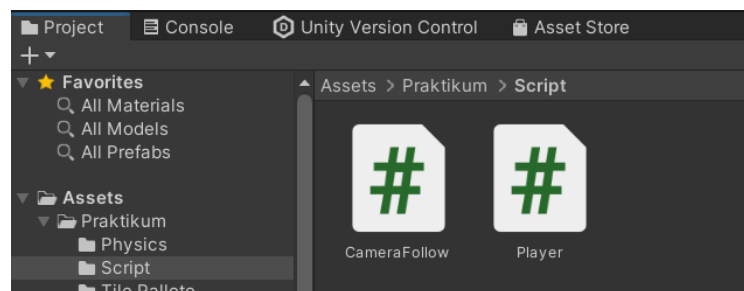 Project Console Unity Version Control Asset Store
Favorites
All Materials
All Models
All Prefabs
Assets
Praktikum
Physics
Script
Assets > Praktikum > Script
CameraFollow Player